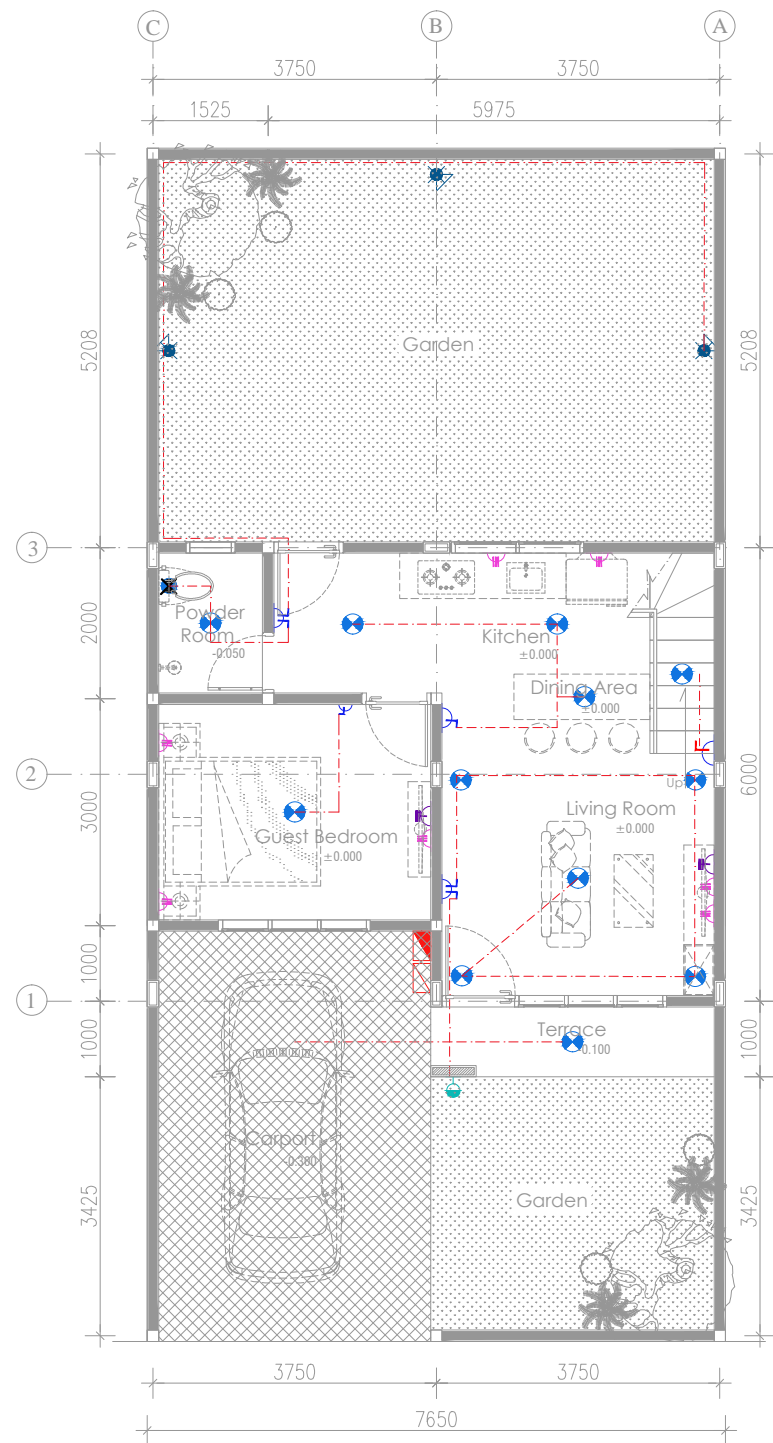 C
B
A
3750
3750
1525
5975
5208
Garden
5208
3
2000
Powder
Room
-0.050
Kitchen
±0.000
Dining Area
±0.000
2
6000
Up
3000
Guest Bedroom
±0.000
Living Room
±0.000
1000
1
1000
Terrace
-0.100
1000
Carport
-0.300
3425
Garden
3425
3750
3750
7650